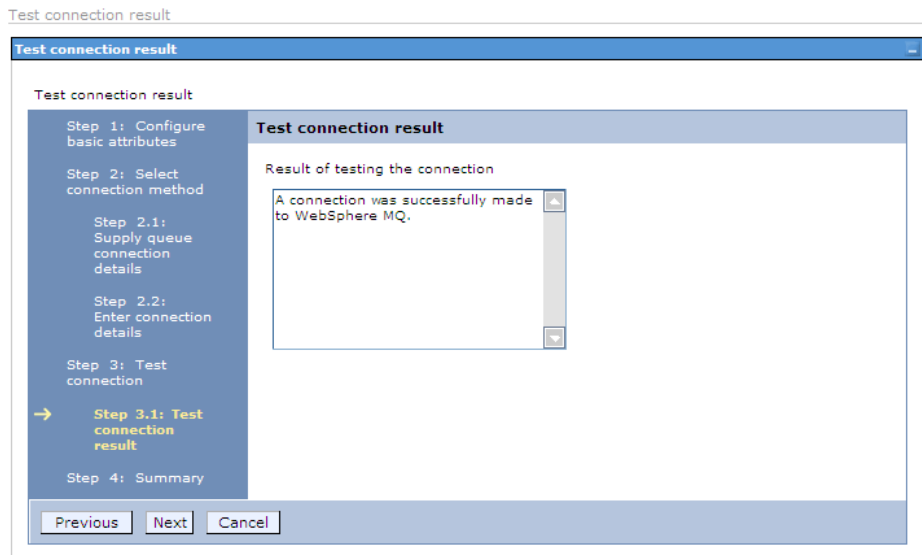 Test connection result
Test connection result
Test connection result
Step 1: Configure
basic attributes
Step 2: Select
connection method
Step 2.1:
Supply queue
connection
details
Step 2.2:
Enter connection
details
Step 3: Test
connection
Step 3.1: Test
connection
result
Step 4: Summary
Test connection result
Result of testing the connection
A connection was successfully made
to WebSphere MQ.
Previous
Next
Cancel